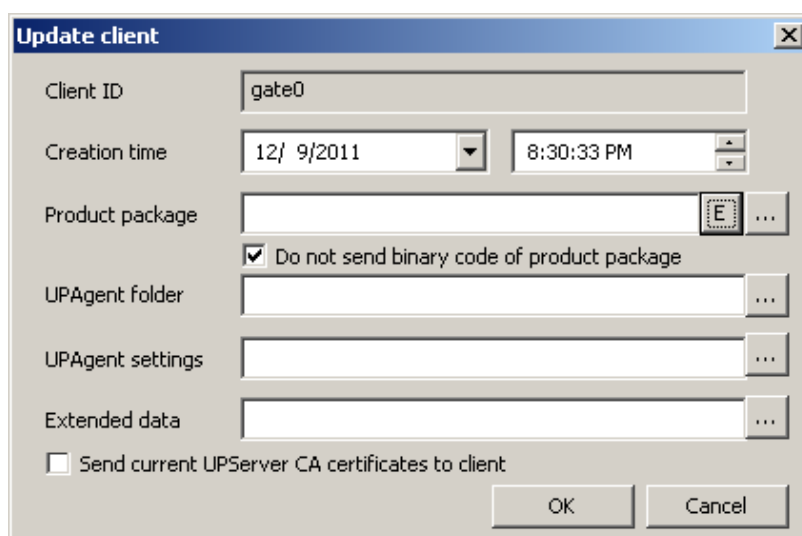 Update client
Client ID gate0
Creation time 12/ 9/2011 8:30:33 PM
Product package E ...
Do not send binary code of product package
UPAgent folder ...
UPAgent settings ...
Extended data ...
Send current UPServer CA certificates to client
OK Cancel